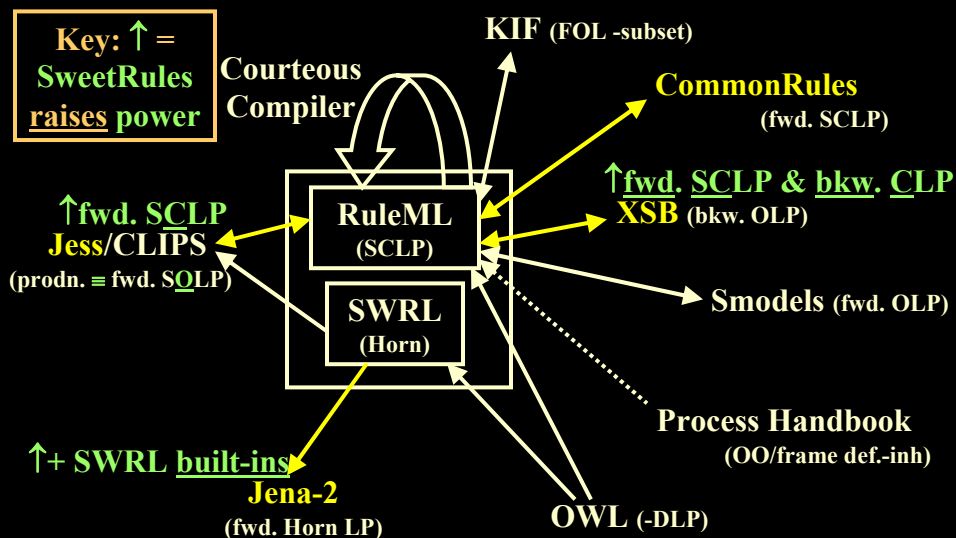 Key: ↑ =
SweetRules
raises power
Courteous
Compiler
KIF (FOL -subset)
CommonRules
(fwd. SCLP)
↑fwd. SCLP & bkw. CLP
XSB (bkw. OLP)
↑fwd. SCLP
Jess/CLIPS
(prodn. ≡ fwd. SOLP)
RuleML
(SCLP)
SWRL
(Horn)
Smodels (fwd. OLP)
Process Handbook
(OO/frame def.-inh)
↑+ SWRL built-ins
Jena-2
(fwd. Horn LP)
OWL (-DLP)